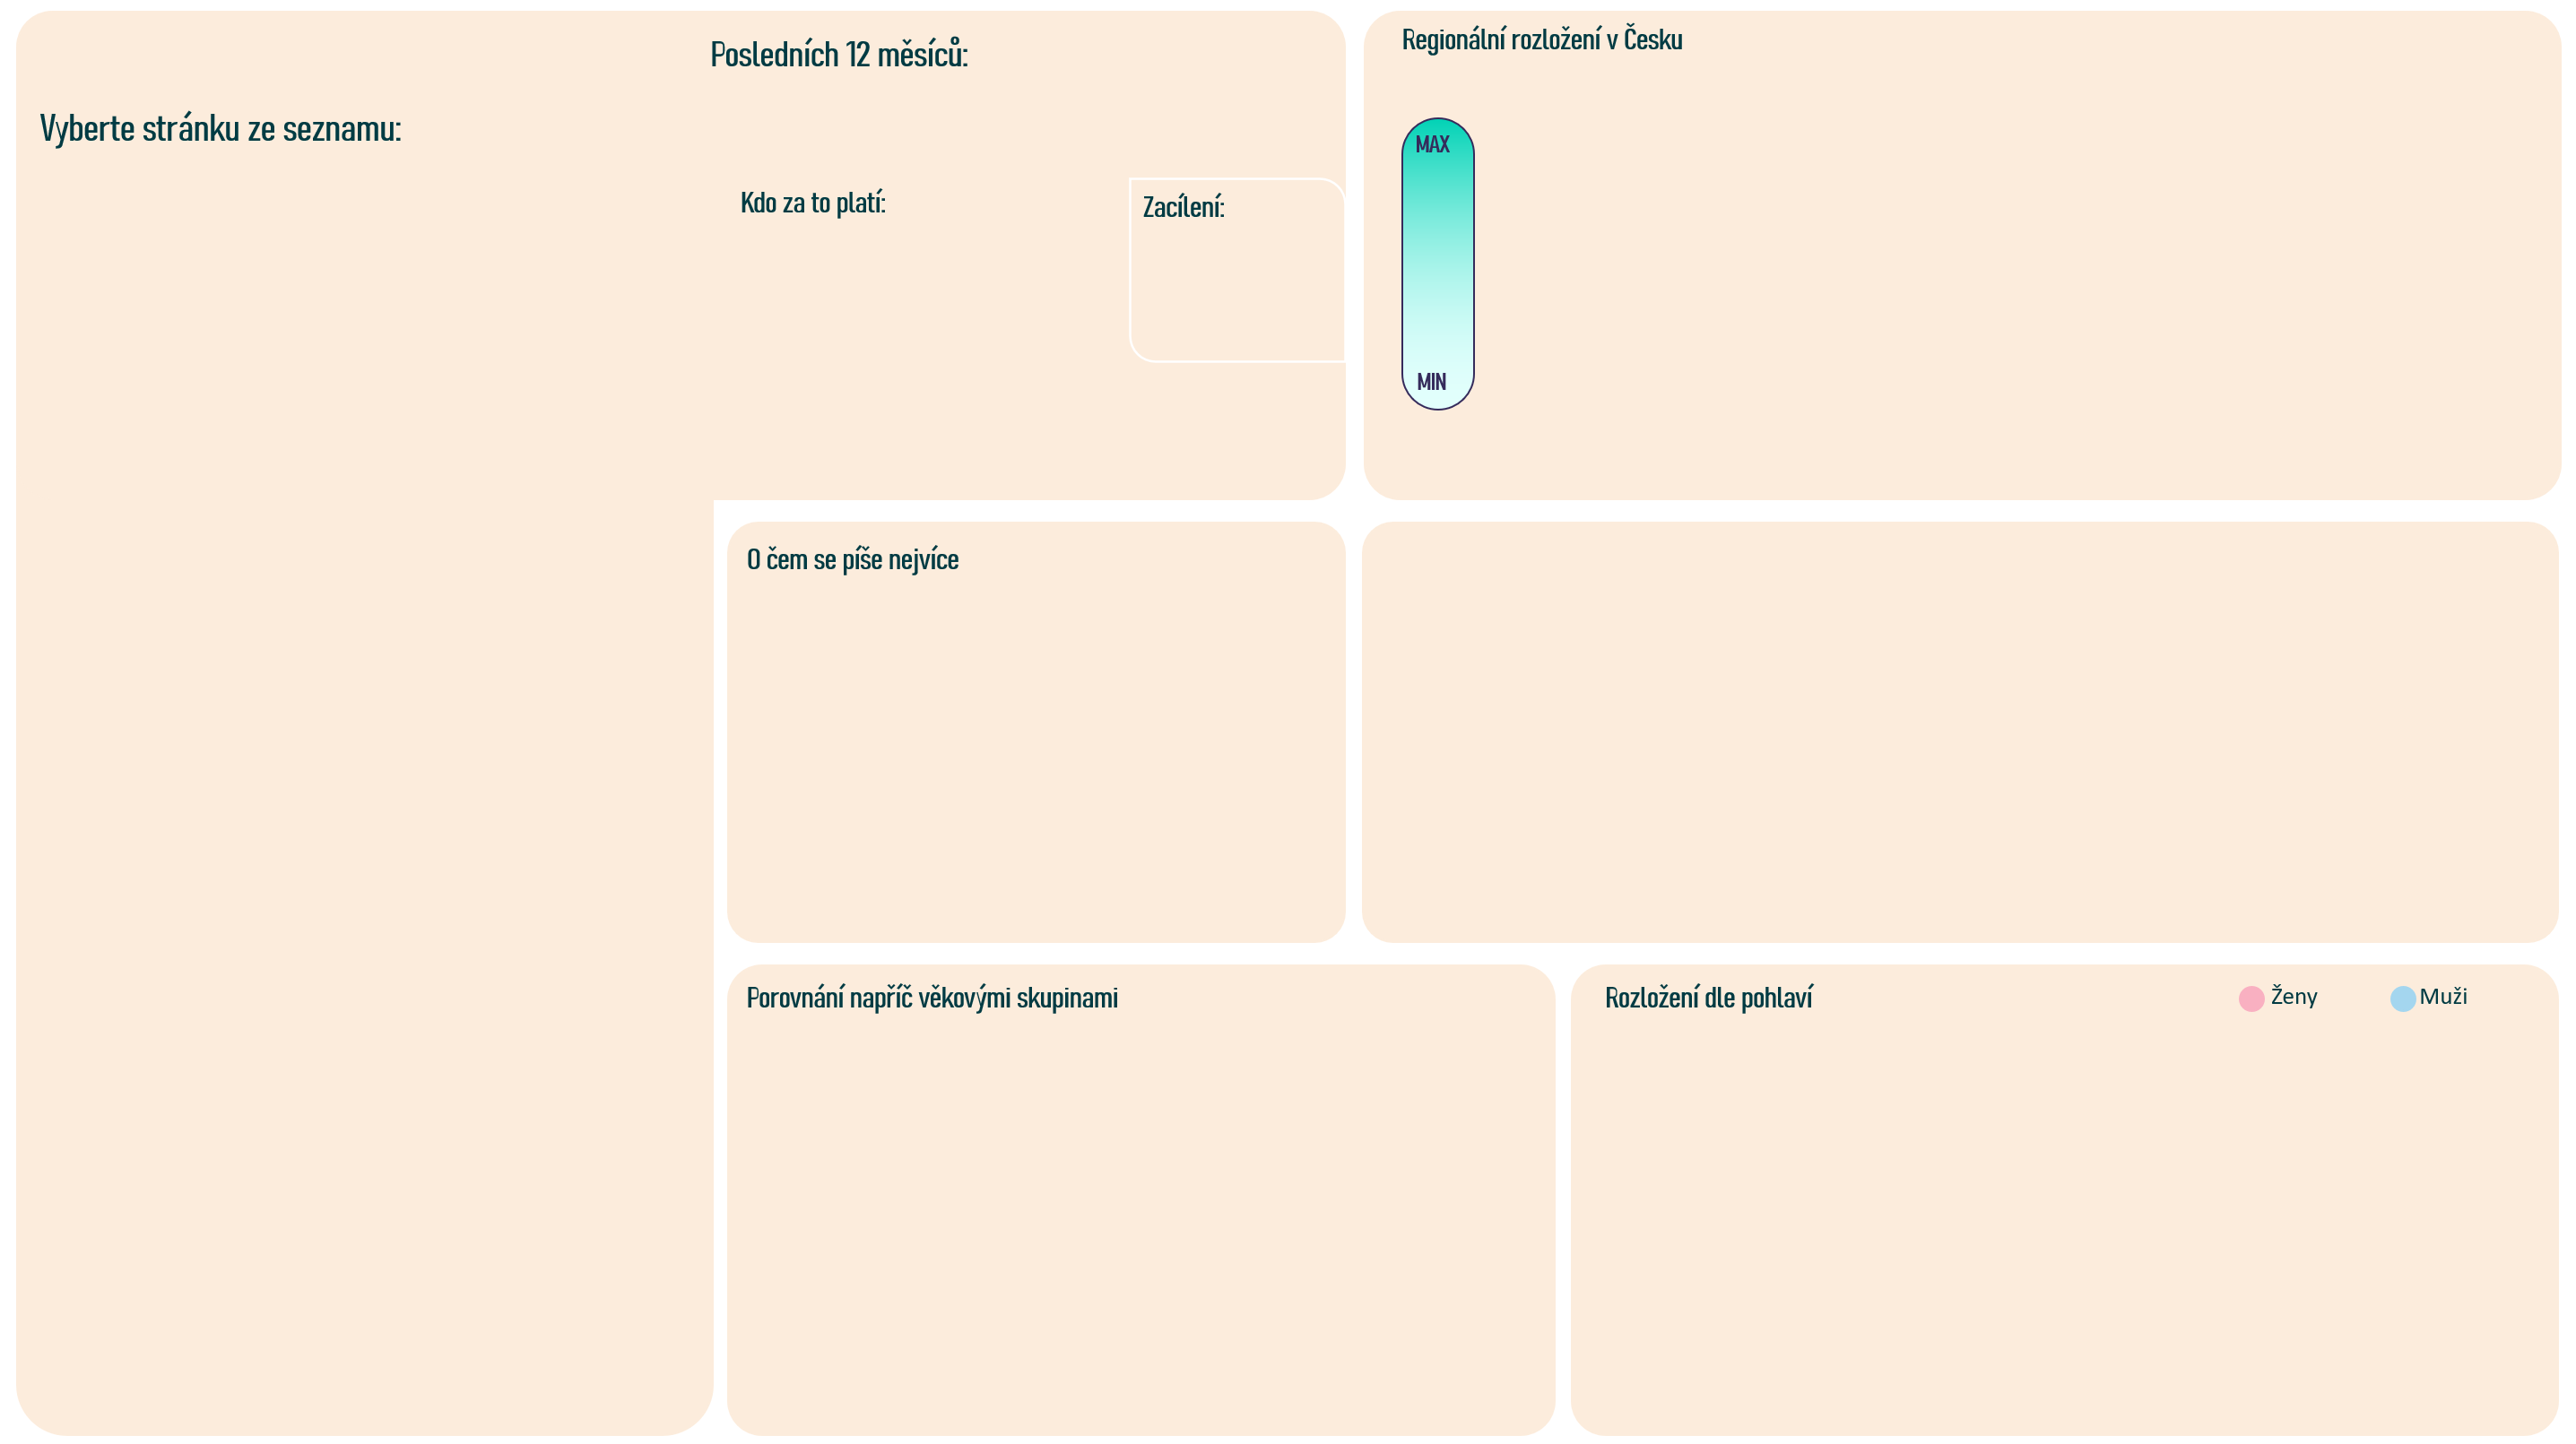 Posledních 12 měsíců:
Vyberte stránku ze seznamu:
Kdo za to platí:
Zacílení:
Regionální rozložení v Česku
MAX
MIN
O čem se píše nejvíce
Porovnání napříč věkovými skupinami
Rozložení dle pohlaví
Ženy
Muži